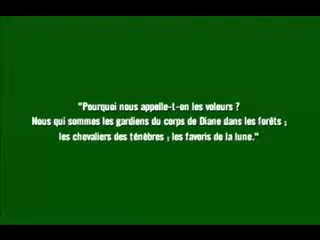 "Pourquoi nous appelle-t-on les voleurs ?
Nous qui sommes les gardiens du corps de Diane dans les forêts ;
les chevaliers des ténèbres ; les favoris de la lune."